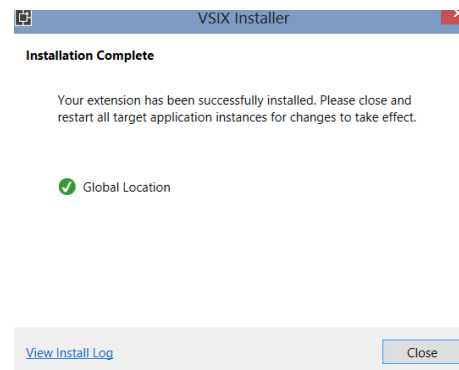 VSIX Installer
Installation Complete
Your extension has been successfully installed. Please close and
restart all target application instances for changes to take effect.
Global Location
View Install Log
Close